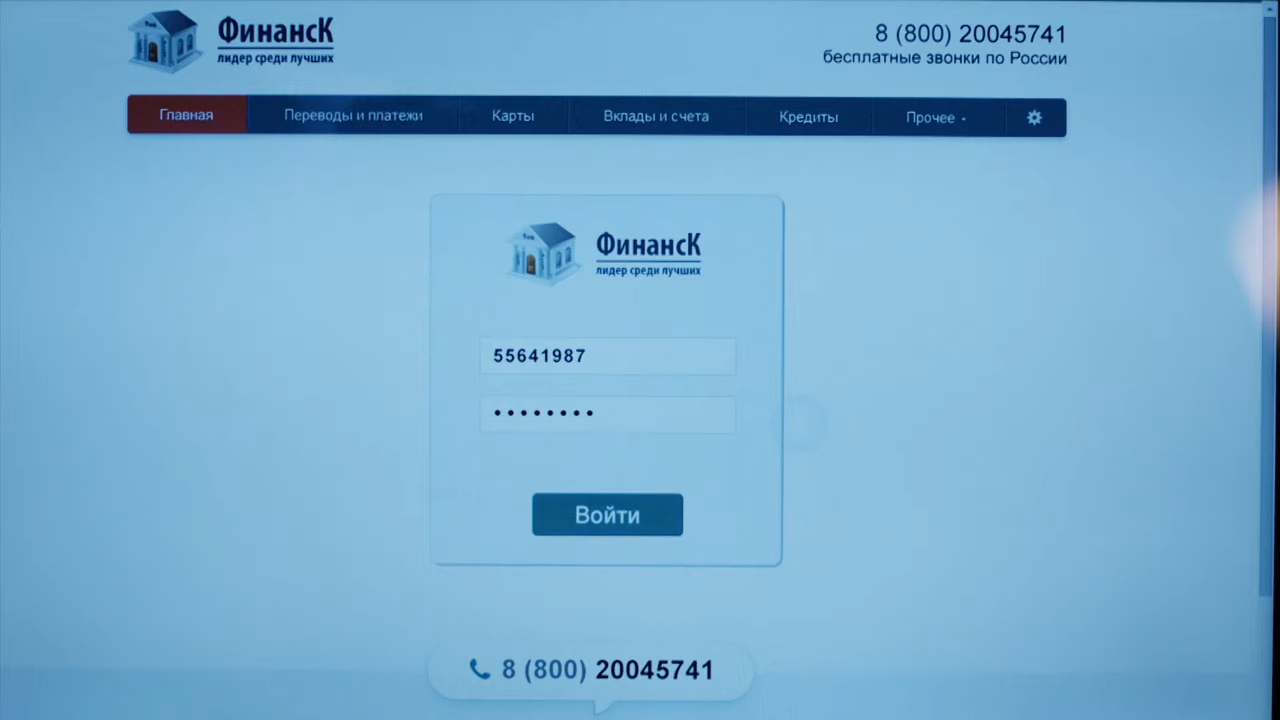 ФинансК
лидер среди лучших
8 (800) 20045741
бесплатные звонки по России
Главная
Переводы и платежи
Карты
Вклады и счета
Кредиты
Прочее
ФинансК
лидер среди лучших
55641987
••••••••
Войти
8 (800) 20045741